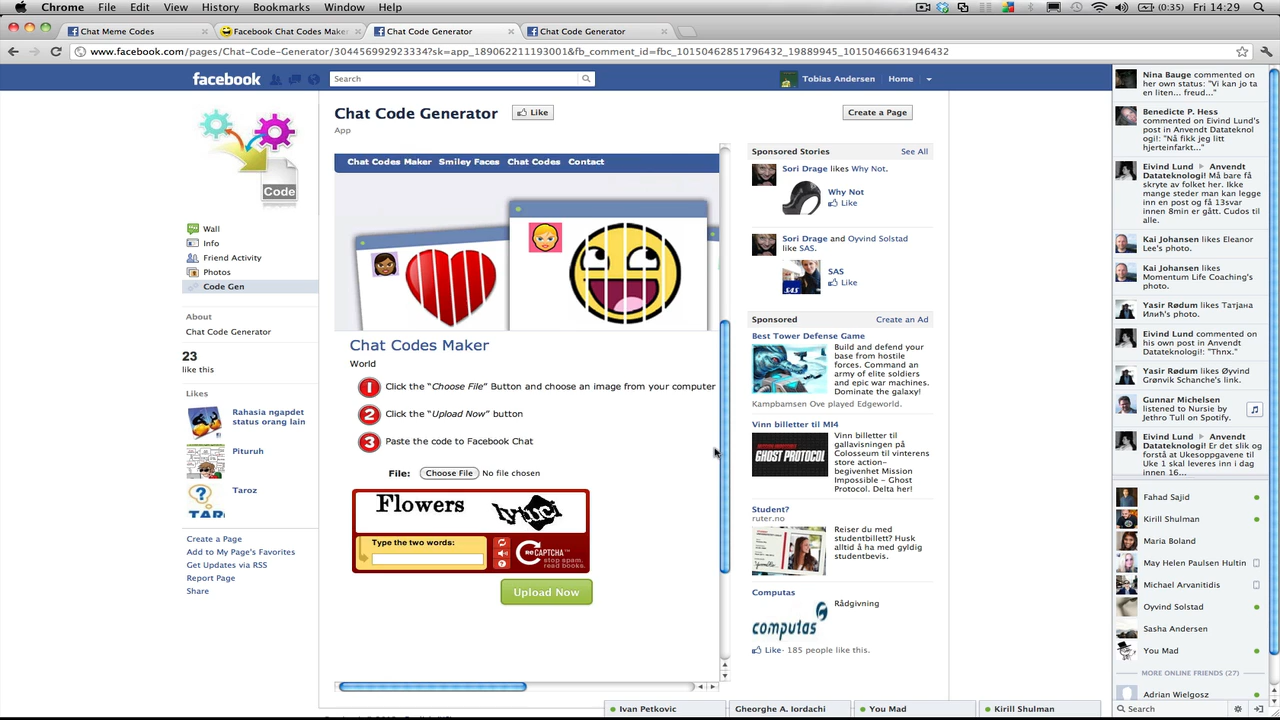 Chrome File Edit View History Bookmarks Window Help
(0:35) Fri 14:29
Chat Meme Codes
Facebook Chat Codes Maker
Chat Code Generator
Chat Code Generator
www.facebook.com/pages/Chat-Code-Generator/304456992923334?sk=app_189062211193001&fb_comment_id=fbc_10150462851796432_19889945_10150466631946432
facebook
Search
Tobias Andersen Home
Code
Wall
Info
Friend Activity
Photos
Code Gen
About
Chat Code Generator
23
like this
Likes
Rahasia ngapdet
status orang lain
Pituruh
Taroz
Create a Page
Add to My Page's Favorites
Get Updates via RSS
Report Page
Share
Chat Code Generator
Like
Create a Page
App
Chat Codes Maker Smiley Faces Chat Codes Contact
Chat Codes Maker
World
1 Click the "Choose File" Button and choose an image from your computer
2 Click the "Upload Now" button
3 Paste the code to Facebook Chat
File: Choose File No file chosen
Flowers
Type the two words:
reCAPTCHA™
stop spam.
read books.
Upload Now
Sponsored Stories See All
Sori Drage likes Why Not.
Why Not
Like
Sori Drage and Oyvind Solstad
like SAS.
SAS
Like
Sponsored Create an Ad
Best Tower Defense Game
Build and defend your
base from hostile
forces. Command an
army of elite soldiers
and epic war machines.
Dominate the galaxy!
Kampbamsen Ove played Edgeworld.
Vinn billetter til MI4
GHOST PROTOCOL
Vinn billetter til
gallavisningen på
Colosseum til vinterens
store action-
begivenhet Mission
Impossible - Ghost
Protocol. Delta her!
Student?
ruter.no
Reiser du med
studentbillett? Husk
alltid å ha med gyldig
studentbevis.
Computas
computas
Rådgivning
Like · 185 people like this.
Nina Bauge commented on
her own status: "Vi kan jo ta
en liten... freud..."
Benedicte P. Hess
commented on Eivind Lund's
post in Anvendt Datateknol
ogi!: "Nå fikk jeg litt
hjerteinfarkt..."
Eivind Lund ▸ Anvendt
Datateknologi! Må bare få
skryte av folket her. Ikke
mange steder man kan legge
inn en post og få 13svar
innen 8min er gått. Cudos til
alle.
Kai Johansen likes Eleanor
Lee's photo.
Kai Johansen likes
Momentum Life Coaching's
photo.
Yasir Rødum likes Татјана
Илић's photo.
Eivind Lund commented on
his own post in Anvendt
Datateknologi!: "Thnx."
Yasir Rødum likes Øyvind
Grønvik Schanche's link.
Gunnar Michelsen
listened to Nursie by
Jethro Tull on Spotify.
Eivind Lund ▸ Anvendt
Datateknologi! Er det slik og
forstå at Ukesoppgavene til
Uke 1 skal leveres inn i dag
innen 16...
Fahad Sajid
Kirill Shulman
Maria Boland
May Helen Paulsen Hultin
Michael Arvanitidis
Oyvind Solstad
Sasha Andersen
You Mad
MORE ONLINE FRIENDS (27)
Adrian Wielgosz
Search
Ivan Petkovic
Gheorghe A. Iordachi
You Mad
Kirill Shulman